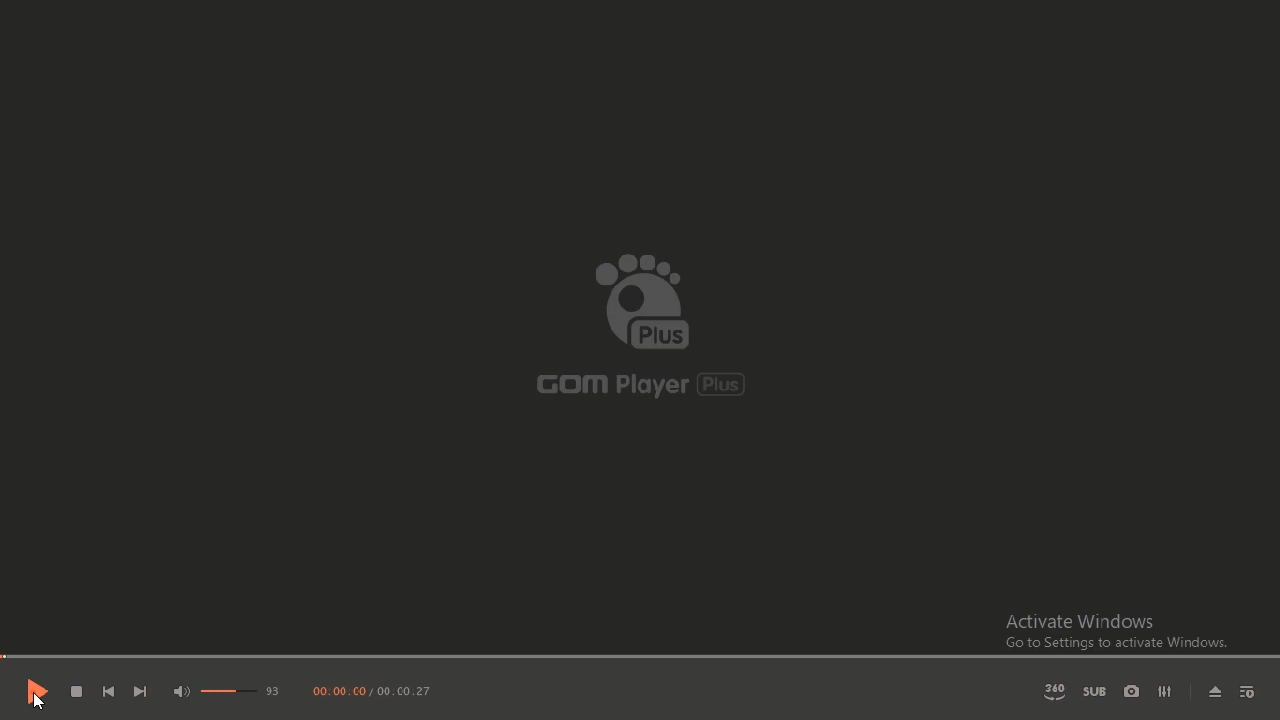 Plus
GOM Player Plus
Activate Windows
Go to Settings to activate Windows.
93
00:00:00 / 00:00:27
360
SUB